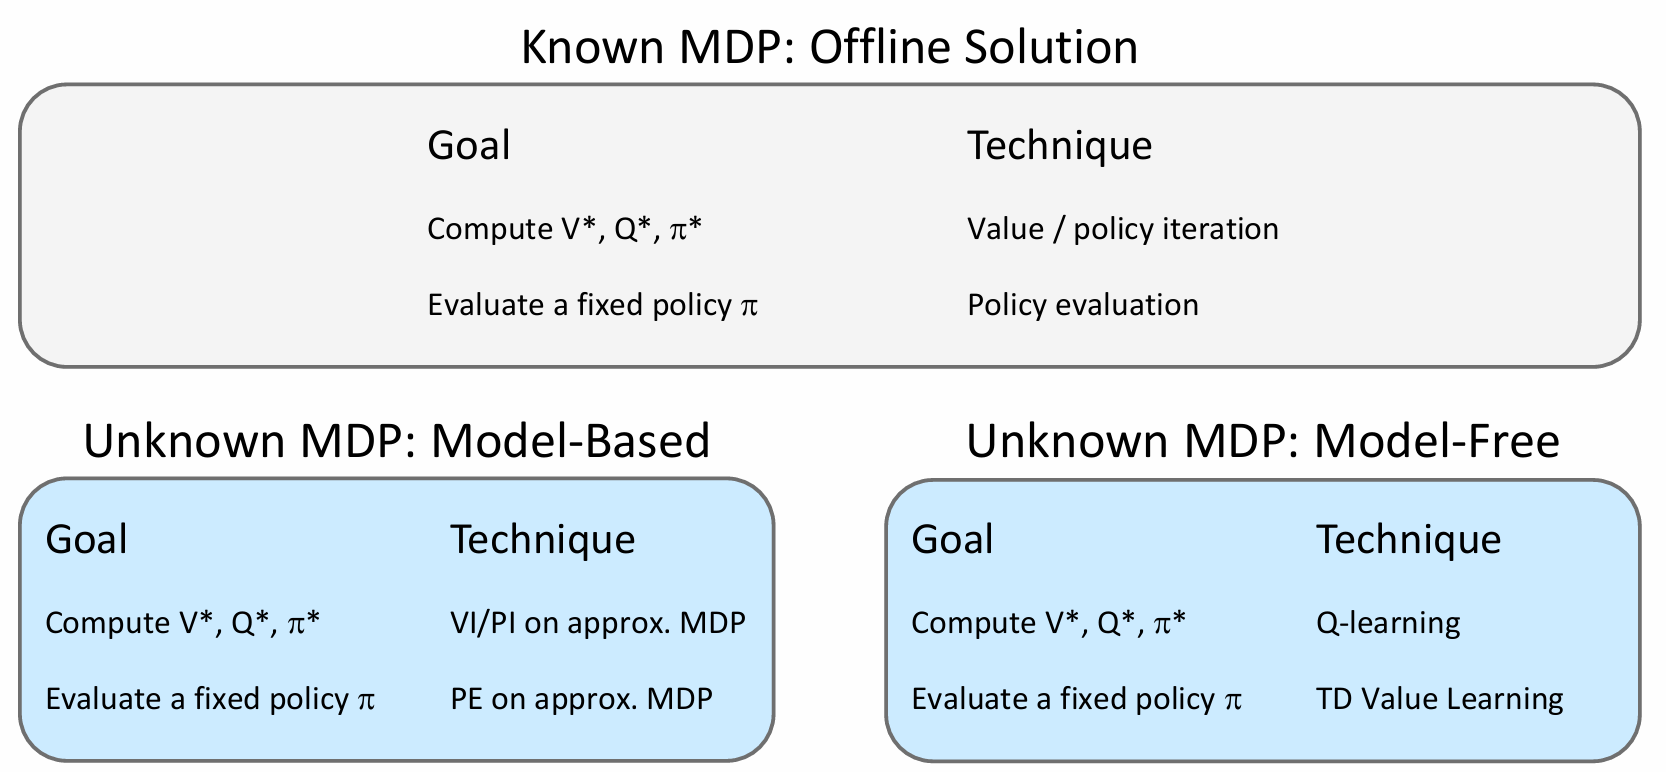 Known MDP: Offline Solution
Goal Technique
Compute V*, Q*, π* Value / policy iteration
Evaluate a fixed policy π Policy evaluation
Unknown MDP: Model-Based
Goal Technique
Compute V*, Q*, π* VI/PI on approx. MDP
Evaluate a fixed policy π PE on approx. MDP
Unknown MDP: Model-Free
Goal Technique
Compute V*, Q*, π* Q-learning
Evaluate a fixed policy π TD Value Learning